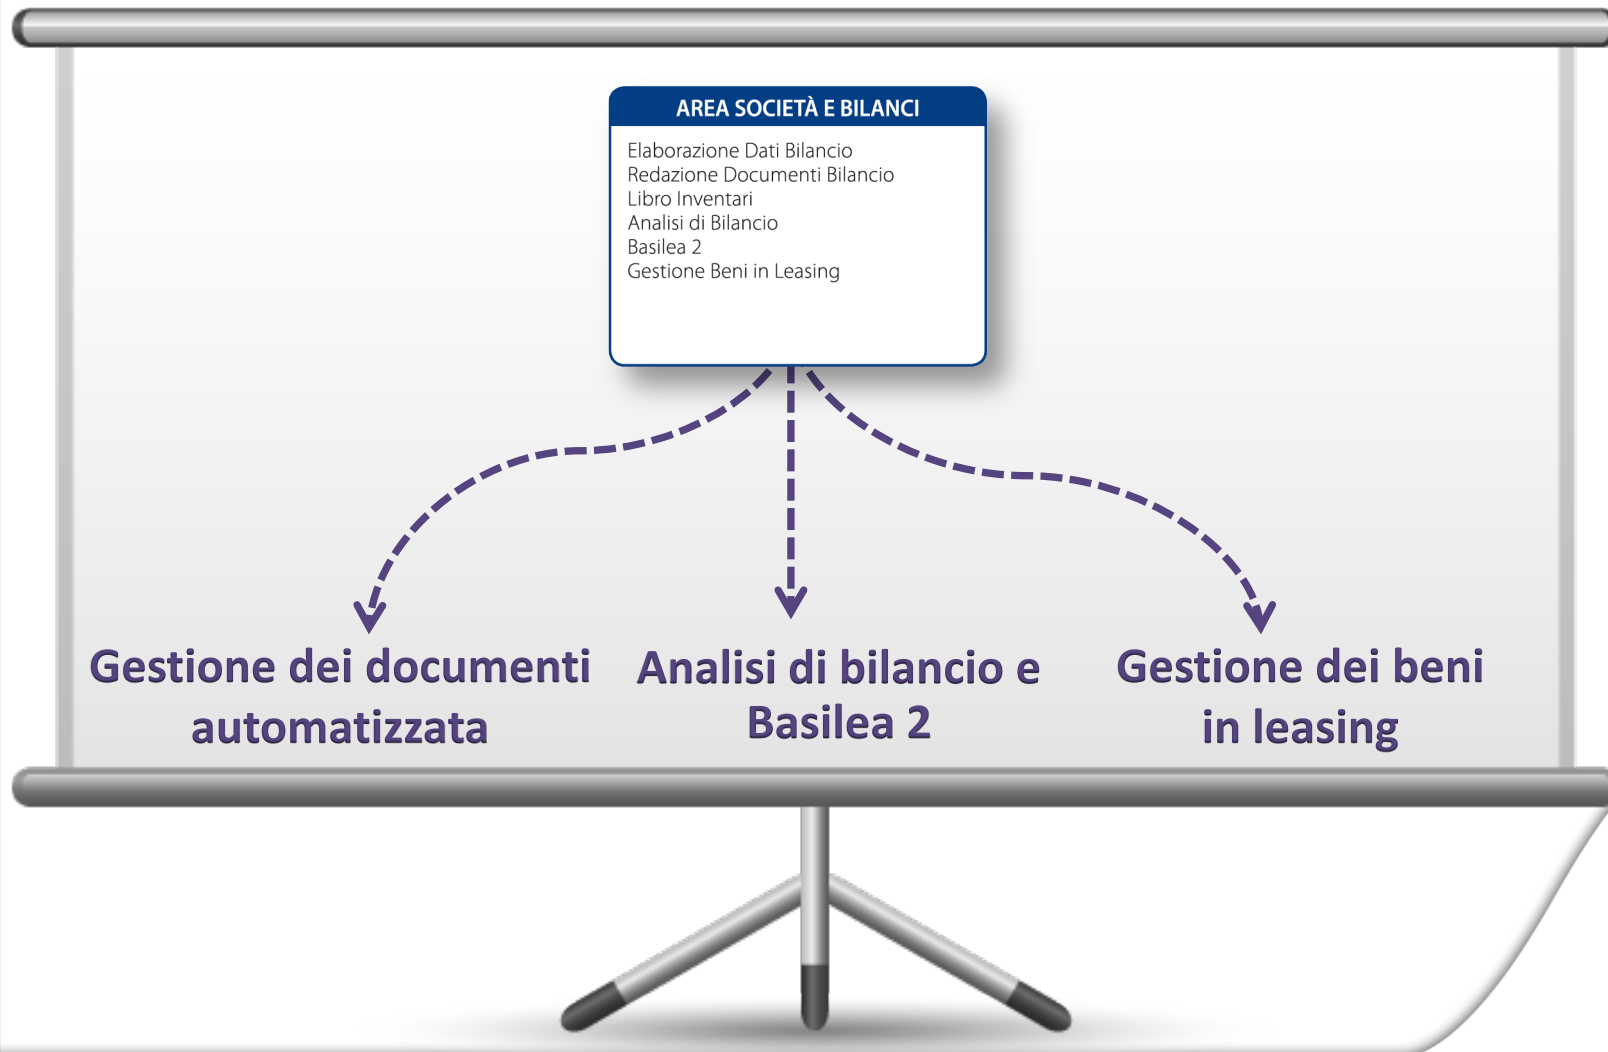 AREA SOCIETÀ E BILANCI
Elaborazione Dati Bilancio
Redazione Documenti Bilancio
Libro Inventari
Analisi di Bilancio
Basilea 2
Gestione Beni in Leasing
Gestione dei documenti
automatizzata
Analisi di bilancio e
Basilea 2
Gestione dei beni
in leasing